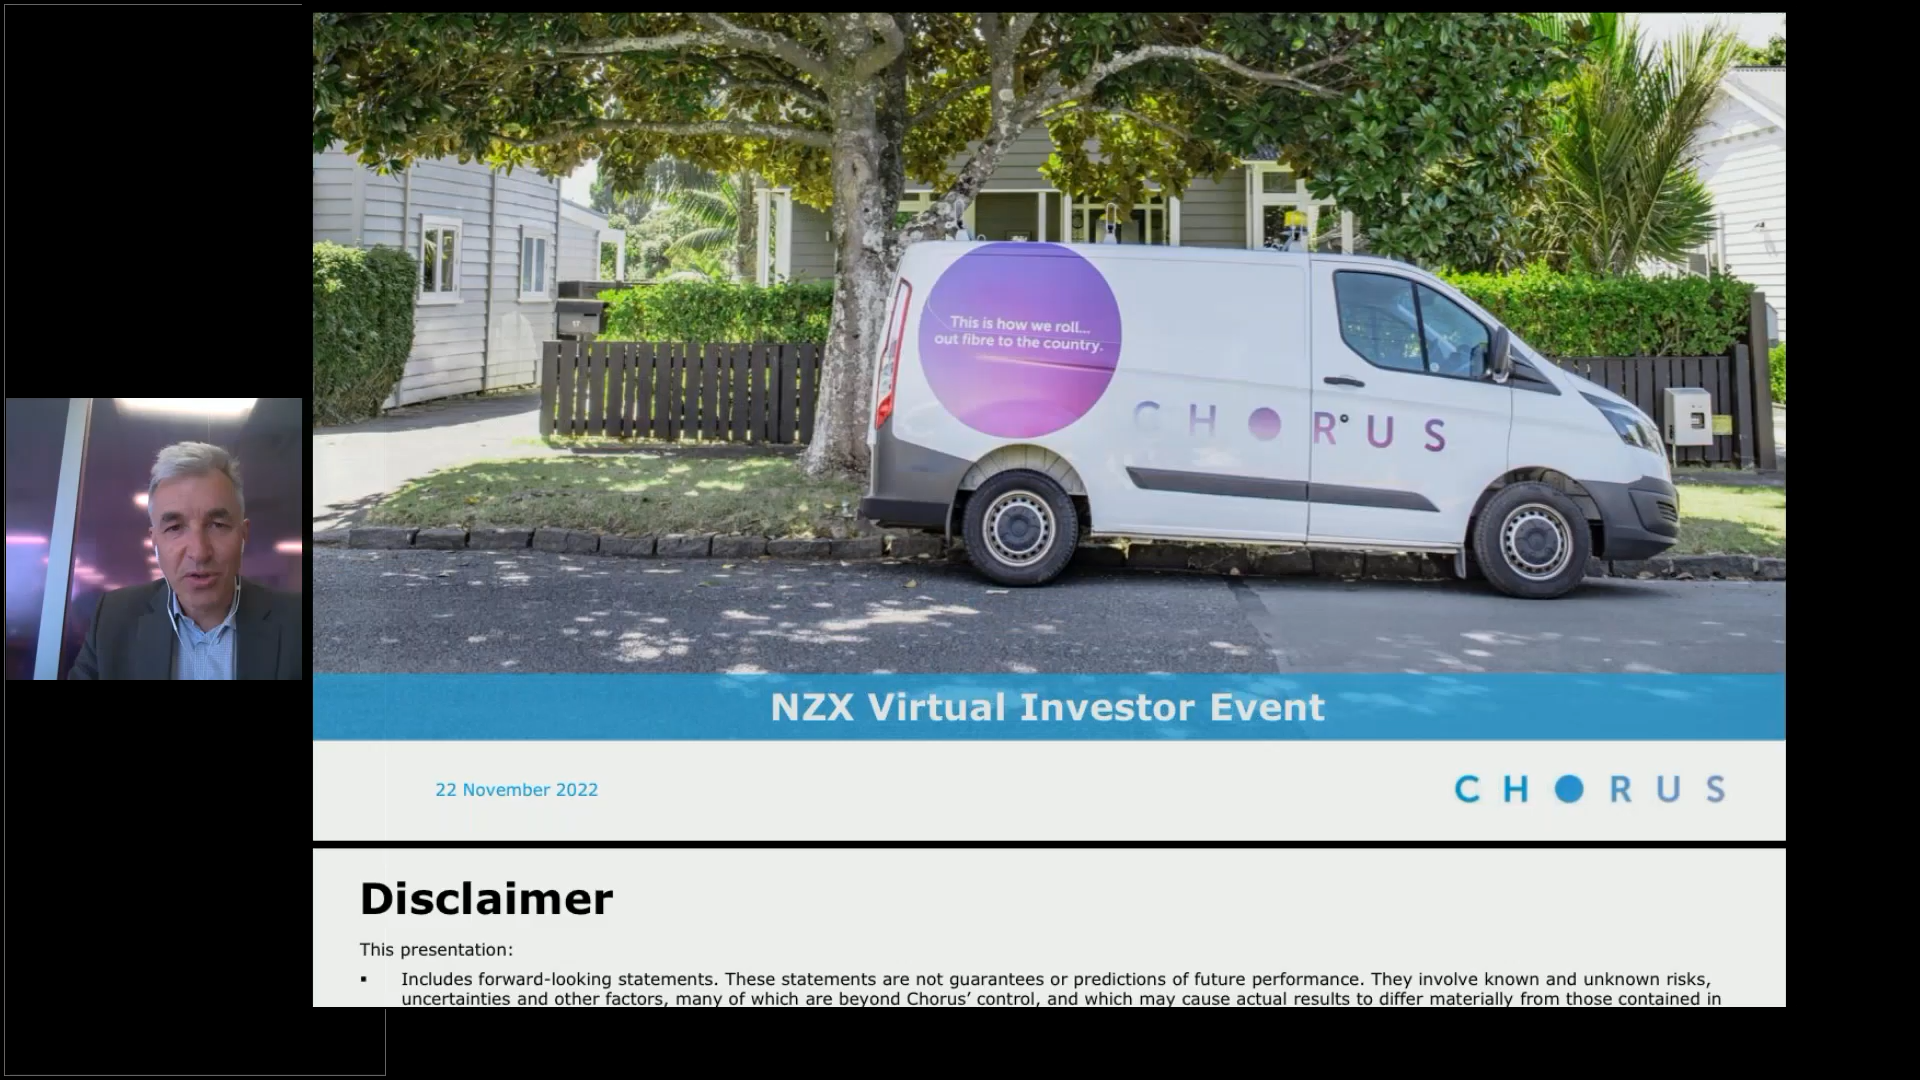 17
This is how we roll...
out fibre to the country.
CHORUS
NZX Virtual Investor Event
22 November 2022
CHORUS
Disclaimer
This presentation:
▪ Includes forward-looking statements. These statements are not guarantees or predictions of future performance. They involve known and unknown risks,
uncertainties and other factors, many of which are beyond Chorus’ control, and which may cause actual results to differ materially from those contained in